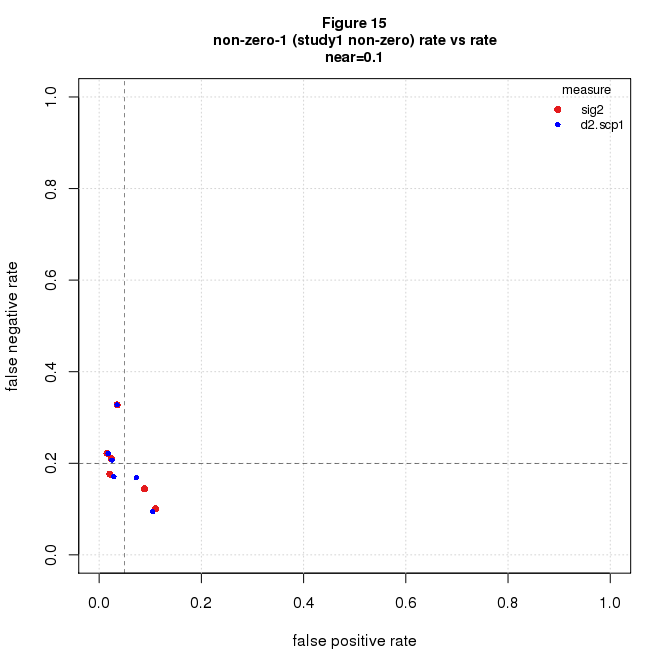 Figure 15
non-zero-1 (study1 non-zero) rate vs rate
near=0.1
measure
sig2
d2.scp1
false negative rate
1.0
0.8
0.6
0.4
0.2
0.0
0.0 0.2 0.4 0.6 0.8 1.0
false positive rate